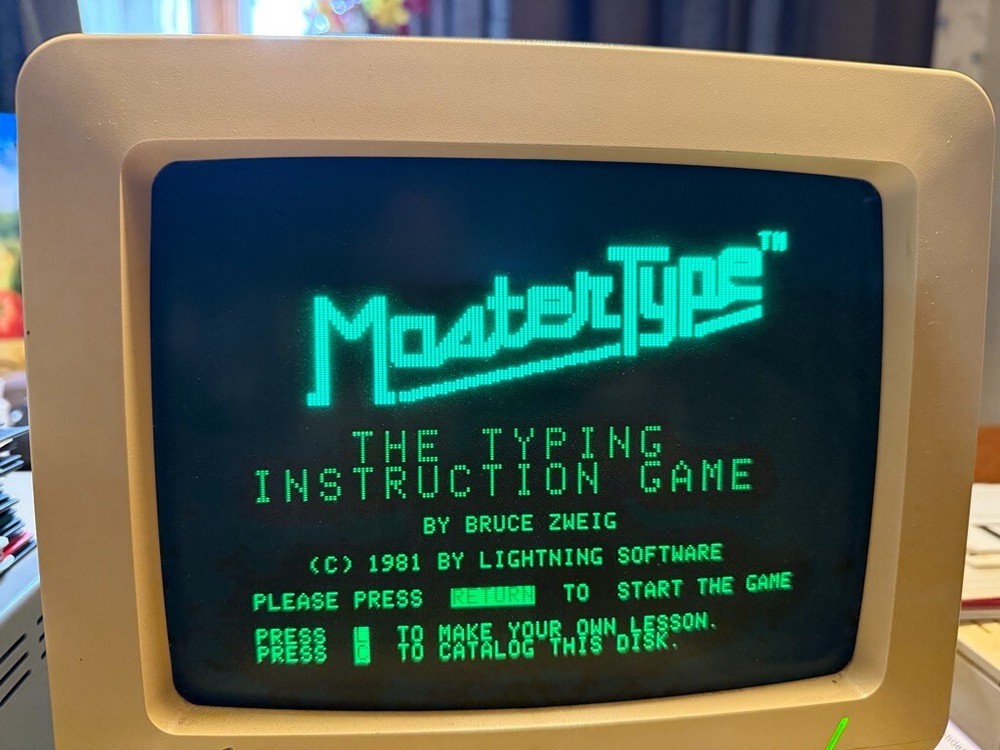 MasterType™
THE TYPING
INSTRUCTION GAME
BY BRUCE ZWEIG
(C) 1981 BY LIGHTNING SOFTWARE
PLEASE PRESS RETURN TO START THE GAME
PRESS L TO MAKE YOUR OWN LESSON.
PRESS C TO CATALOG THIS DISK.